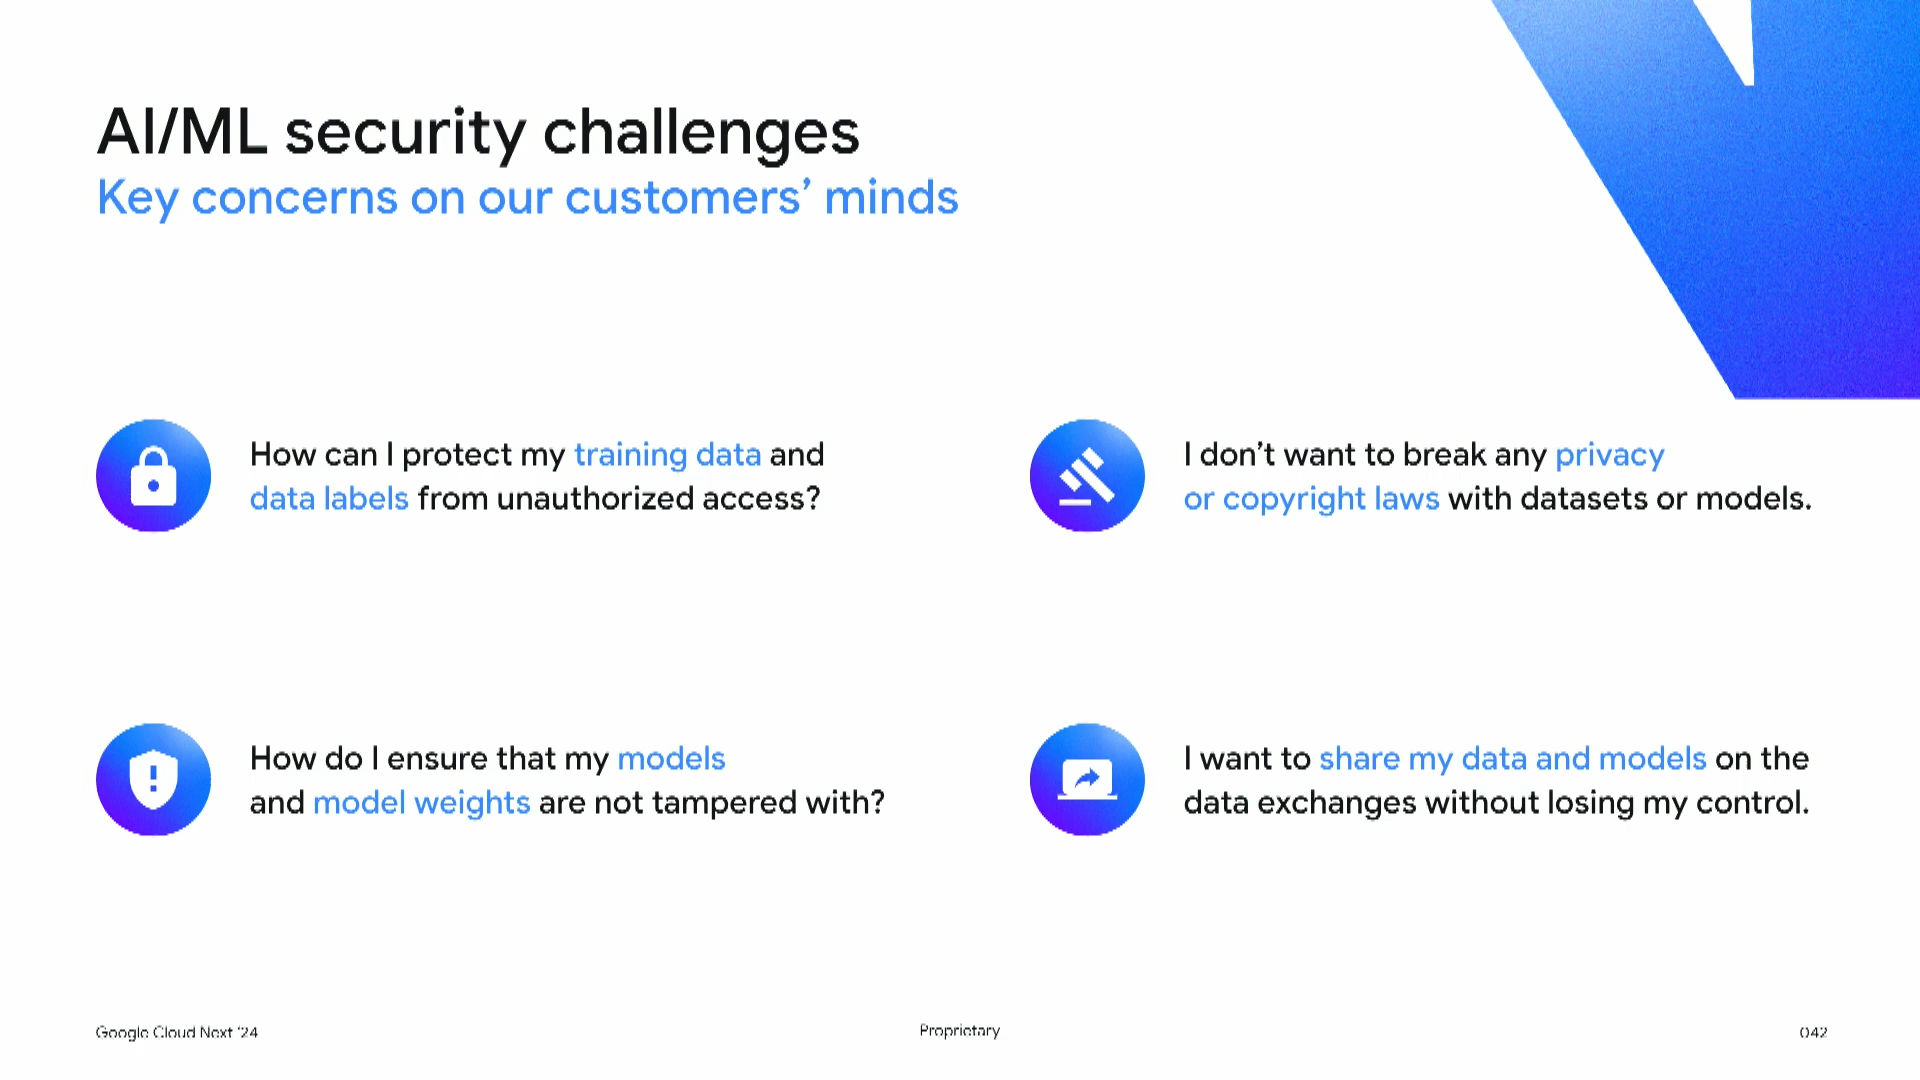 AI/ML security challenges
Key concerns on our customers’ minds
How can I protect my training data and
data labels from unauthorized access?
I don’t want to break any privacy
or copyright laws with datasets or models.
How do I ensure that my models
and model weights are not tampered with?
I want to share my data and models on the
data exchanges without losing my control.
Google Cloud Next ‘24
Proprietary
042